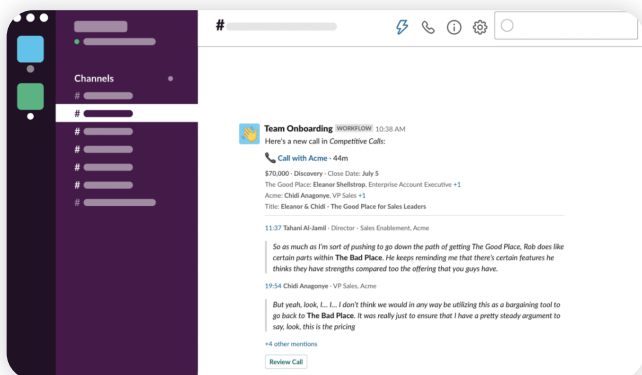 #
Channels
#
#
#
#
#
#
#
Team Onboarding WORKFLOW 10:38 AM
Here's a new call in Competitive Calls:
Call with Acme · 44m
$70,000 · Discovery · Close Date: July 5
The Good Place: Eleanor Shellstrop, Enterprise Account Executive +1
Acme: Chidi Anagonye, VP Sales +1
Title: Eleanor & Chidi - The Good Place for Sales Leaders
11:37 Tahani Al-Jamil · Director - Sales Enablement, Acme
So as much as I'm sort of pushing to go down the path of getting The Good Place, Rob does like
certain parts within The Bad Place. He keeps reminding me that there's certain features he
thinks they have strengths compared too the offering that you guys have.
19:54 Chidi Anagonye · VP Sales, Acme
But yeah, look, I... I... I don't think we would in any way be utilizing this as a bargaining tool to
go back to The Bad Place. It was really just to ensure that I have a pretty steady argument to
say, look, this is the pricing
+4 other mentions
Review Call